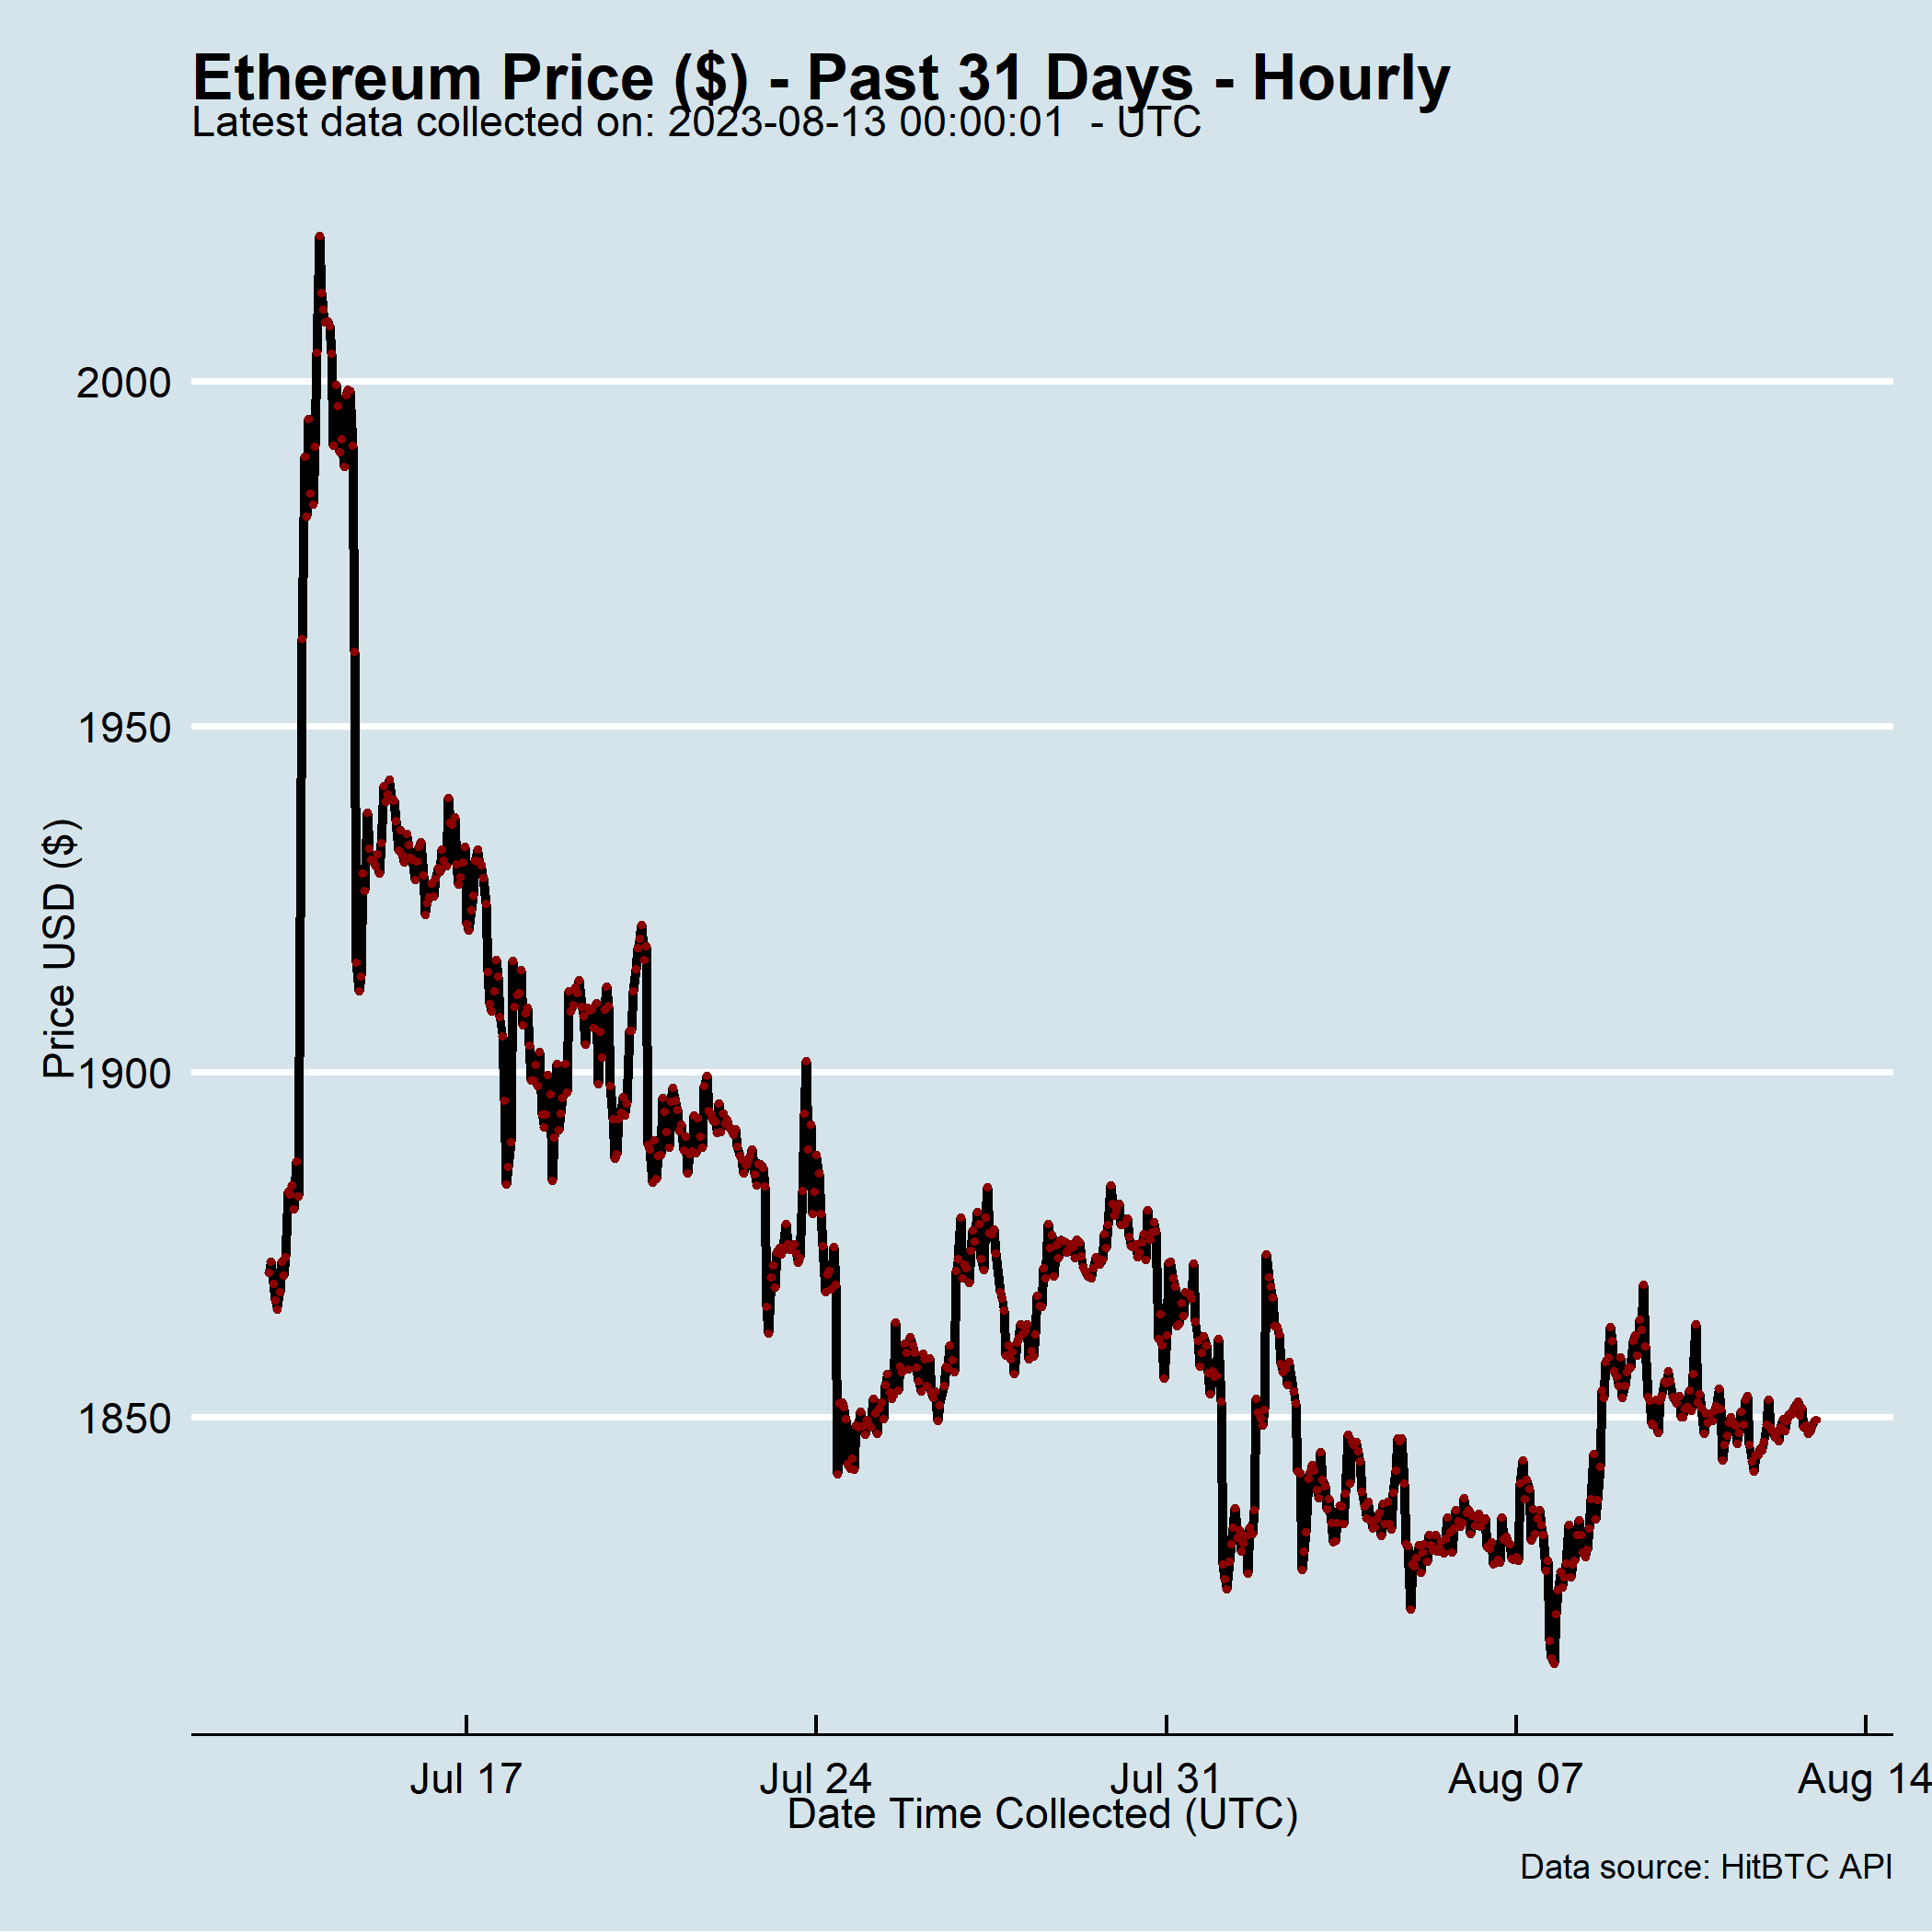 Ethereum Price ($) - Past 31 Days - Hourly
Latest data collected on: 2023-08-13 00:00:01  - UTC
2000
1950
1900
1850
Price USD ($)
Jul 17
Jul 24
Jul 31
Aug 07
Aug 14
Date Time Collected (UTC)
Data source: HitBTC API